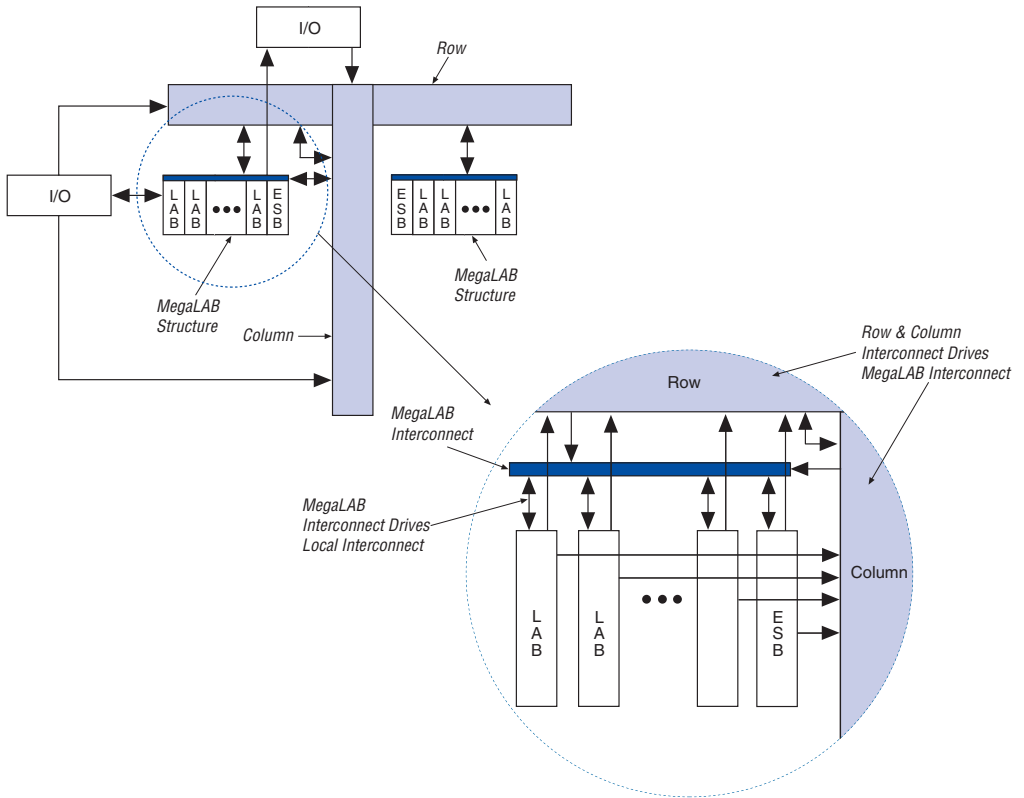 I/O
Row
I/O
L
A
B
L
A
B
•••
L
A
B
E
S
B
E
S
B
L
A
B
L
A
B
•••
L
A
B
MegaLAB
Structure
MegaLAB
Structure
Column
Row & Column
Interconnect Drives
MegaLAB Interconnect
Row
MegaLAB
Interconnect
MegaLAB
Interconnect Drives
Local Interconnect
Column
•••
L
A
B
L
A
B
E
S
B